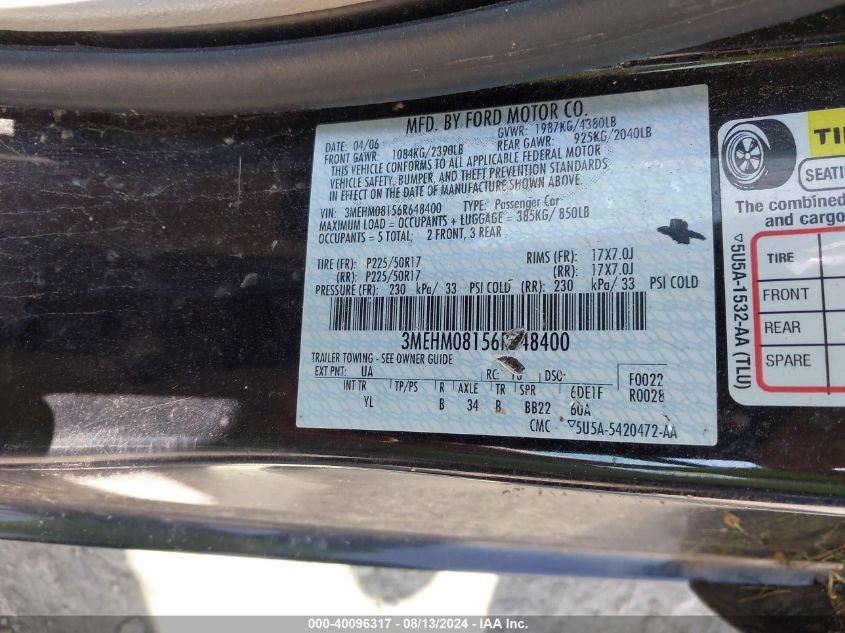 MFD. BY FORD MOTOR CO.
DATE: 04/06 GVWR: 1987KG/4380LB
FRONT GAWR: 1084KG/2390LB REAR GAWR: 925KG/2040LB
THIS VEHICLE CONFORMS TO ALL APPLICABLE FEDERAL MOTOR
VEHICLE SAFETY, BUMPER, AND THEFT PREVENTION STANDARDS
IN EFFECT ON THE DATE OF MANUFACTURE SHOWN ABOVE.
VIN: 3MEHM08156R648400 TYPE: Passenger Car
MAXIMUM LOAD = OCCUPANTS + LUGGAGE = 385KG/ 850LB
OCCUPANTS = 5 TOTAL; 2 FRONT, 3 REAR
TIRE (FR): P225/50R17 RIMS (FR): 17X7.0J
(RR): P225/50R17 (RR): 17X7.0J
PRESSURE (FR): 230 kPa/ 33 PSI COLD (RR): 230 kPa/ 33 PSI COLD
3MEHM08156R648400
TRAILER TOWING - SEE OWNER GUIDE
EXT PNT: UA RC: DSO: F0022
INT TR TP/PS R AXLE TR SPR 6DE1F R0028
YL B 34 B BB22 60A
CMC ▽5U5A-5420472-AA
SEATI
The combined
and cargo
TIRE
FRONT
REAR
SPARE
▽5U5A-1532-AA (TLU)
000-40096317 - 08/13/2024 - IAA Inc.